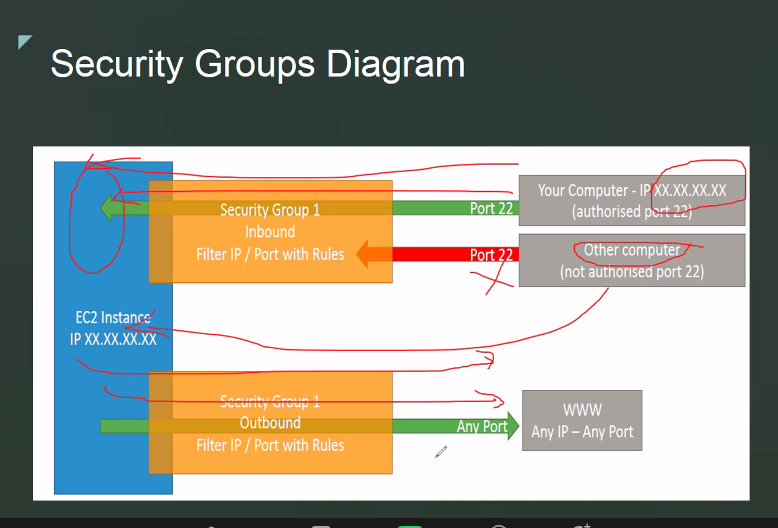 Security Groups Diagram
Your Computer - IP XX.XX.XX.XX
(authorised port 22)
Port 22
Security Group 1
Inbound
Filter IP / Port with Rules
Port 22
Other computer
(not authorised port 22)
EC2 Instance
IP XX.XX.XX.XX
Security Group 1
Outbound
Filter IP / Port with Rules
Any Port
WWW
Any IP – Any Port